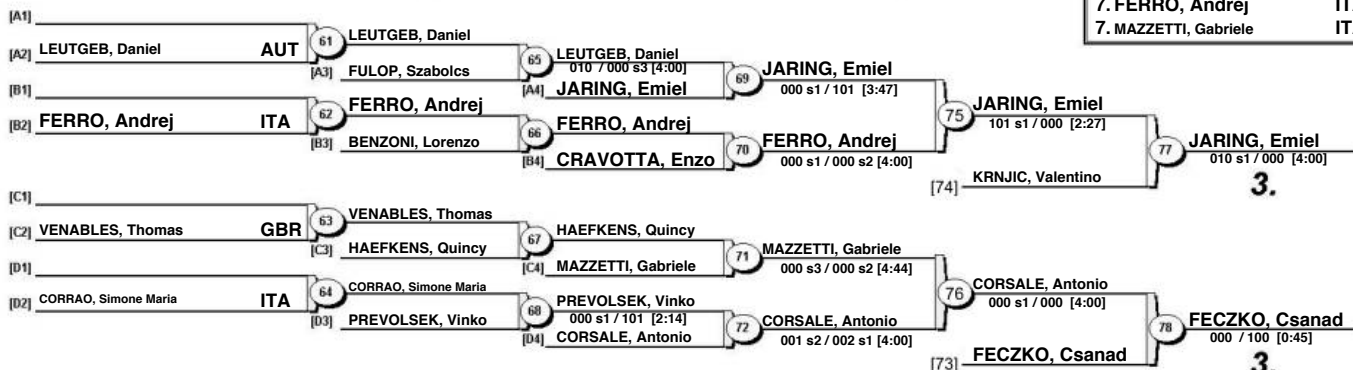 7. FERRO, Andrej
7. MAZZETTI, Gabriele
[A1]
[A2] LEUTGEB, Daniel AUT
61
LEUTGEB, Daniel
[A3] FULOP, Szabolcs
65
LEUTGEB, Daniel
010 / 000 s3 [4:00]
[A4] JARING, Emiel
69
JARING, Emiel
000 s1 / 101 [3:47]
[B1]
[B2] FERRO, Andrej ITA
62
FERRO, Andrej
[B3] BENZONI, Lorenzo
66
FERRO, Andrej
[B4] CRAVOTTA, Enzo
70
FERRO, Andrej
000 s1 / 000 s2 [4:00]
75
JARING, Emiel
101 s1 / 000 [2:27]
[74] KRNJIC, Valentino
77
JARING, Emiel
010 s1 / 000 [4:00]
3.
[C1]
[C2] VENABLES, Thomas GBR
63
VENABLES, Thomas
[C3] HAEFKENS, Quincy
67
HAEFKENS, Quincy
[C4] MAZZETTI, Gabriele
71
MAZZETTI, Gabriele
000 s3 / 000 s2 [4:44]
[D1]
[D2] CORRAO, Simone Maria ITA
64
CORRAO, Simone Maria
[D3] PREVOLSEK, Vinko
68
PREVOLSEK, Vinko
000 s1 / 101 [2:14]
[D4] CORSALE, Antonio
72
CORSALE, Antonio
001 s2 / 002 s1 [4:00]
76
CORSALE, Antonio
000 s1 / 000 [4:00]
[73] FECZKO, Csanad
78
FECZKO, Csanad
000 / 100 [0:45]
3.